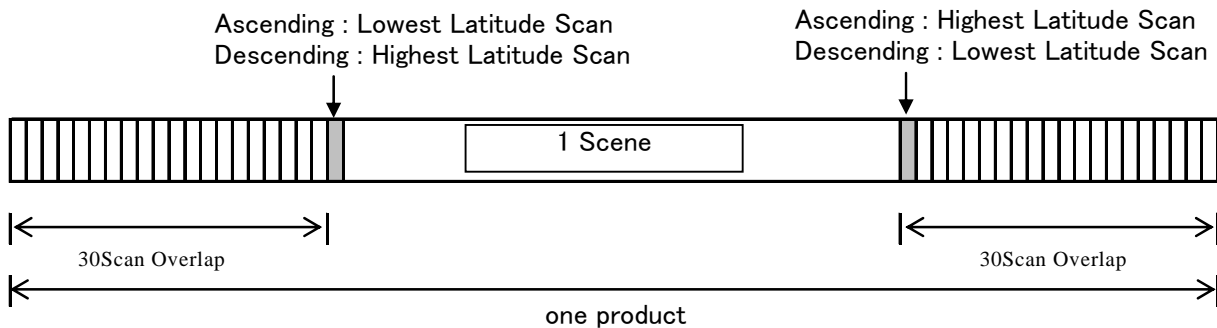 Ascending : Lowest Latitude Scan
Descending : Highest Latitude Scan
Ascending : Highest Latitude Scan
Descending : Lowest Latitude Scan
1 Scene
30Scan Overlap
30Scan Overlap
one product